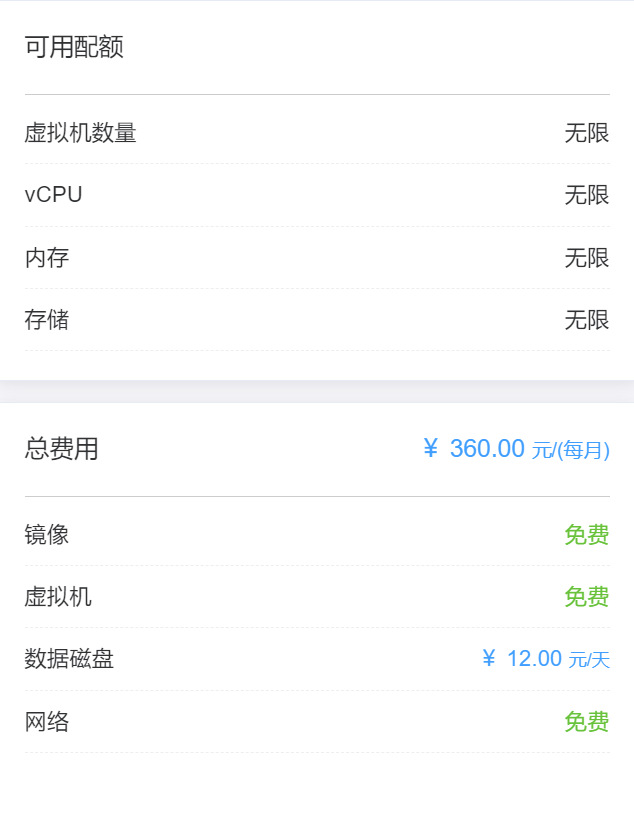 可用配额
虚拟机数量 无限
vCPU 无限
内存 无限
存储 无限
总费用 ¥ 360.00 元/(每月)
镜像 免费
虚拟机 免费
数据磁盘 ¥ 12.00 元/天
网络 免费